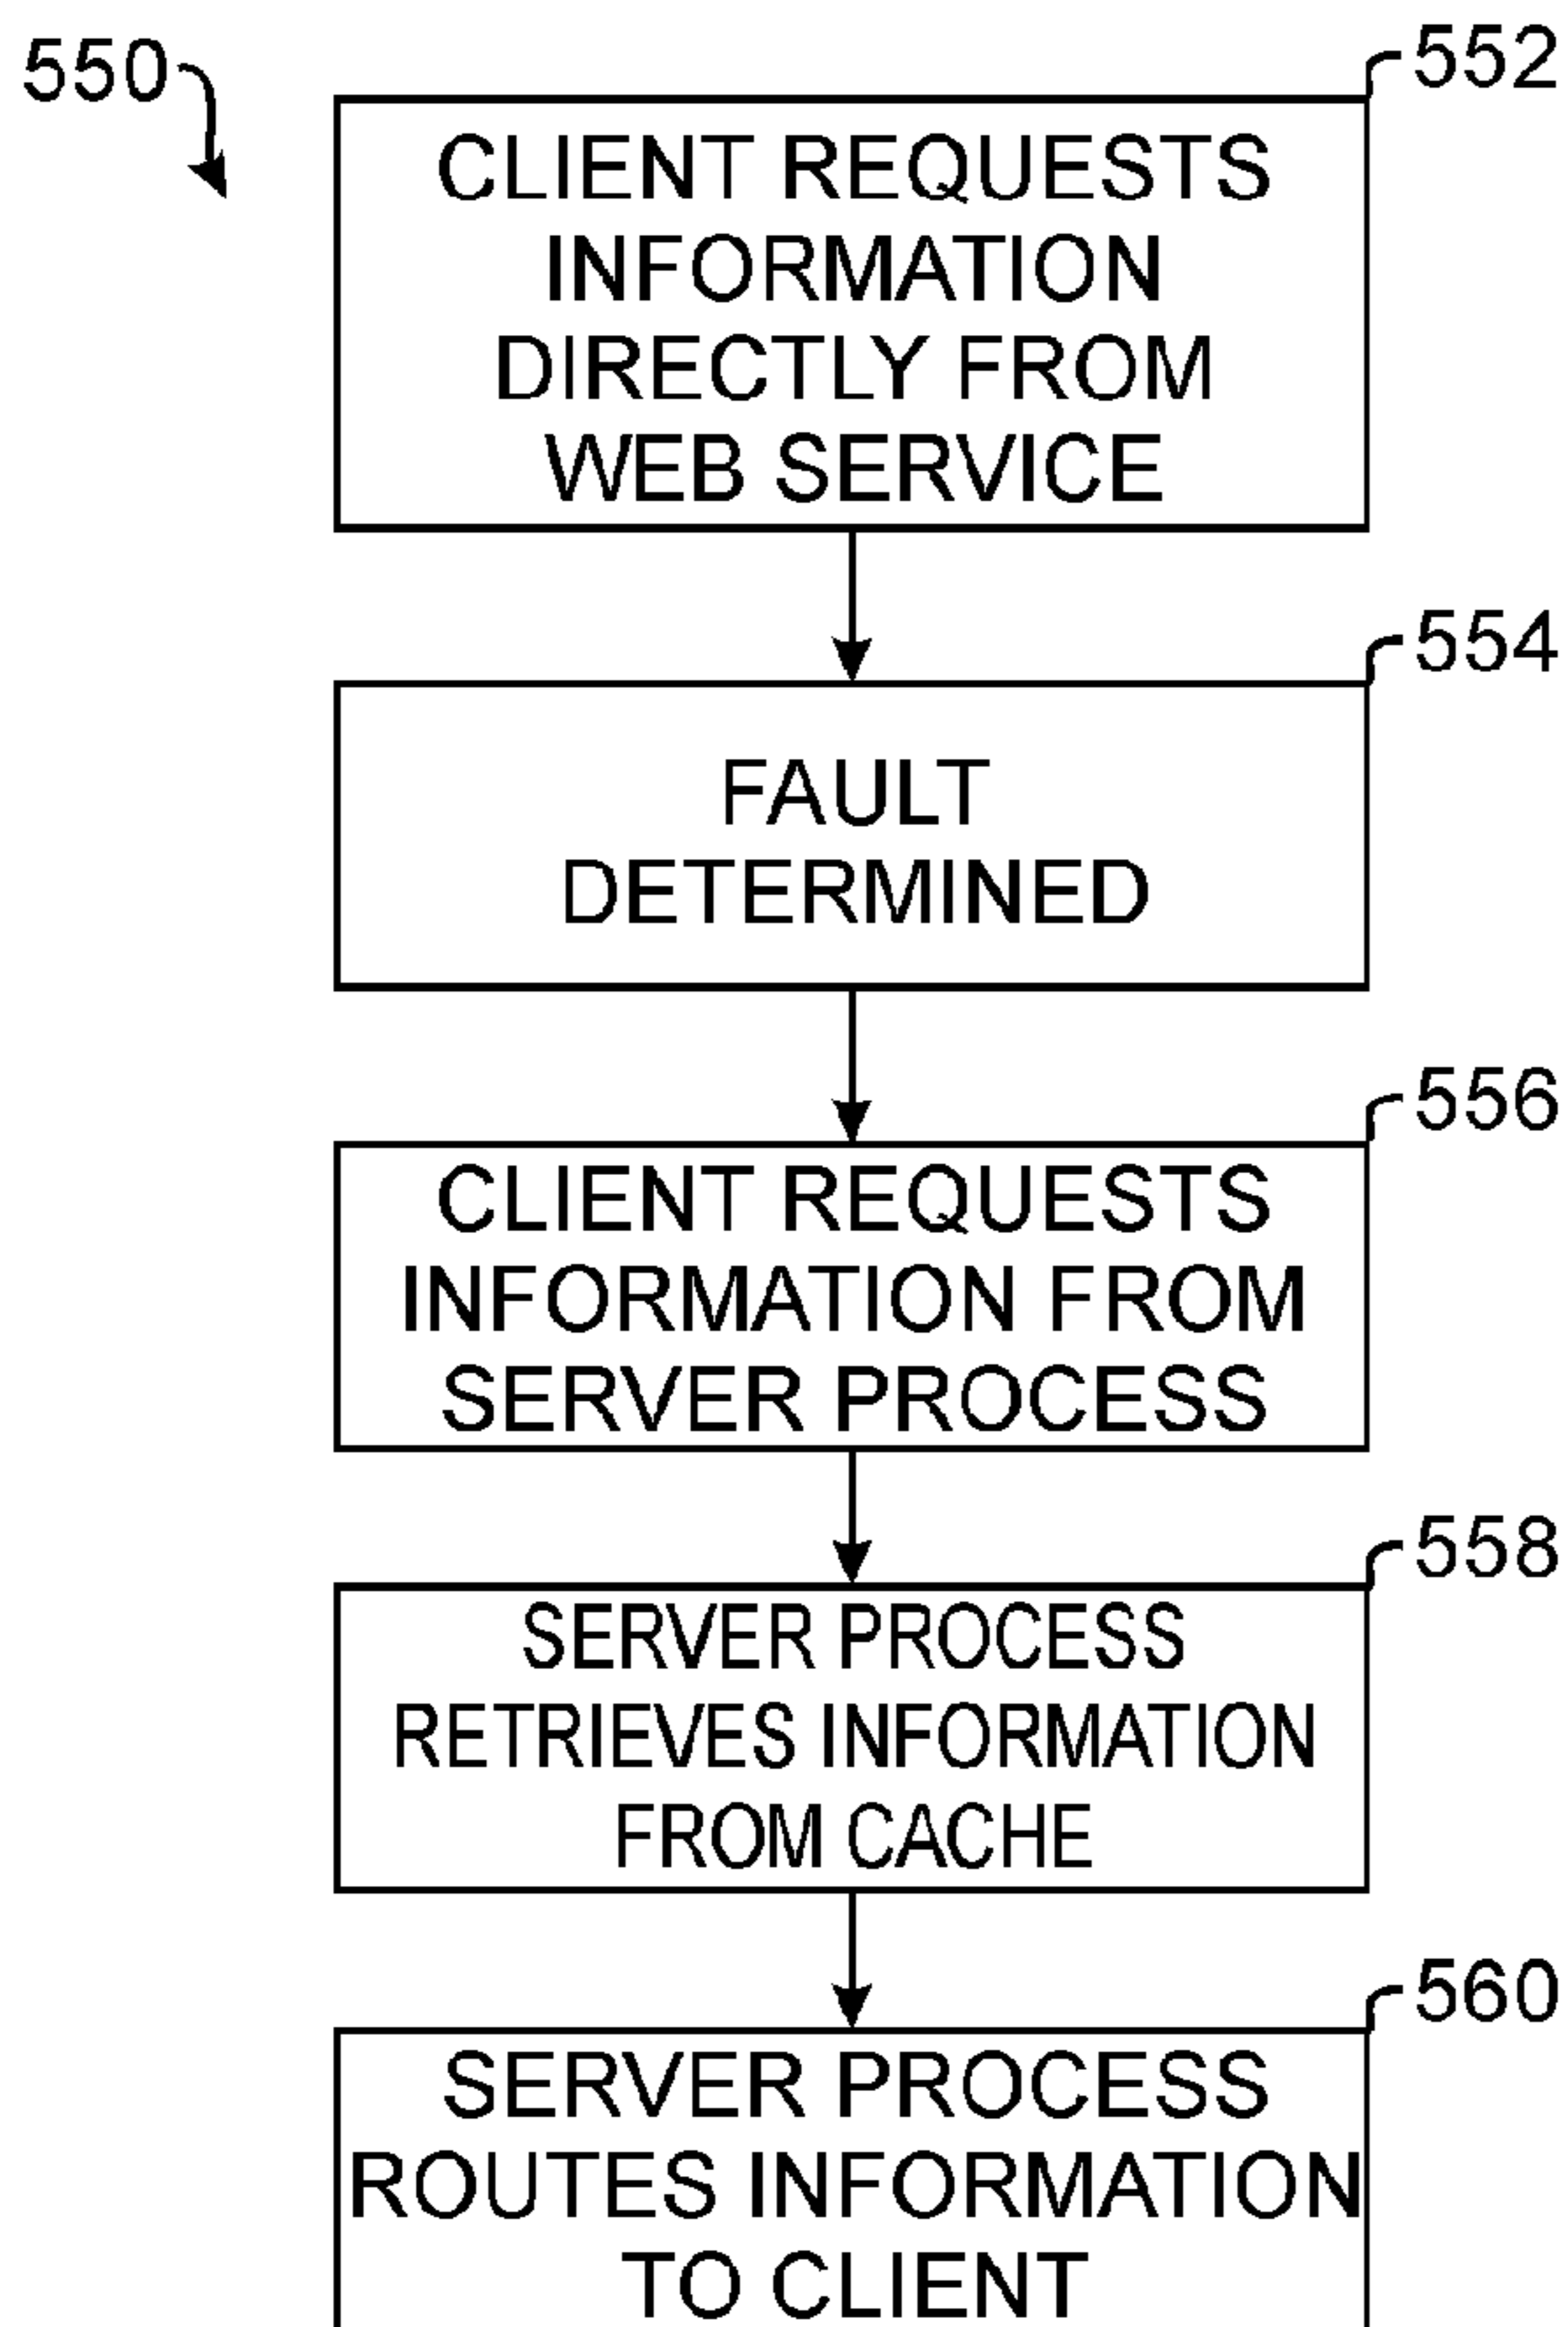 550
552
CLIENT REQUESTS
INFORMATION
DIRECTLY FROM
WEB SERVICE
554
FAULT
DETERMINED
556
CLIENT REQUESTS
INFORMATION FROM
SERVER PROCESS
558
SERVER PROCESS
RETRIEVES INFORMATION
FROM CACHE
560
SERVER PROCESS
ROUTES INFORMATION
TO CLIENT